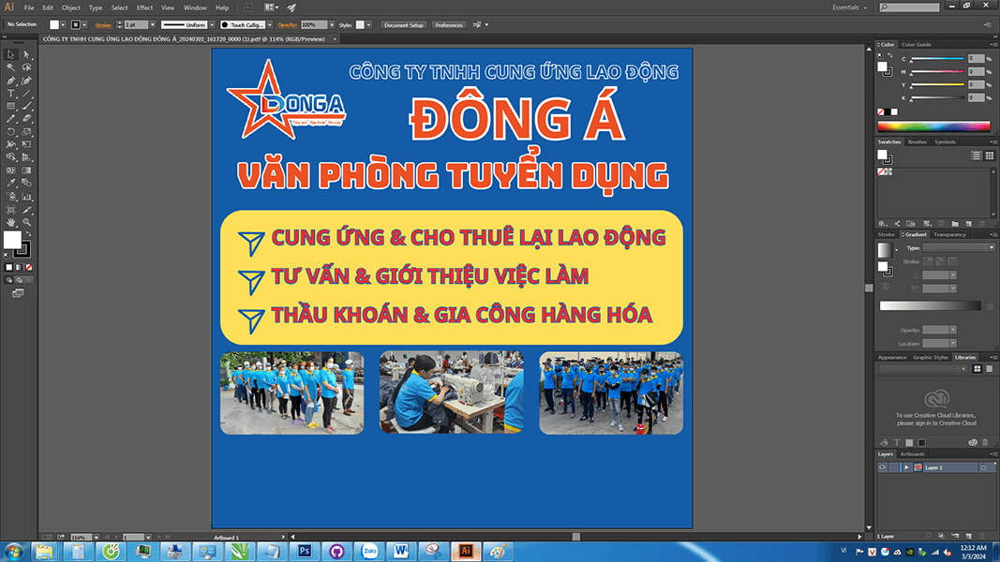 Ai File Edit Object Type Select Effect View Window Help Essentials
No Selection Stroke: 1 pt Uniform Touch Callig... Opacity: 100% Style: Document Setup Preferences
CÔNG TY TNHH CUNG ỨNG LAO ĐỘNG ĐÔNG Á_20240301_161720_0000 (1).pdf @ 114% (RGB/Preview)
CÔNG TY TNHH CUNG ỨNG LAO ĐỘNG
DONGA
ĐÔNG Á
VĂN PHÒNG TUYỂN DỤNG
CUNG ỨNG & CHO THUÊ LẠI LAO ĐỘNG
TƯ VẤN & GIỚI THIỆU VIỆC LÀM
THẦU KHOÁN & GIA CÔNG HÀNG HÓA
Color Color Guide
C 0 %
M 0 %
Y 0 %
K 0 %
Swatches Brushes Symbols
Stroke Gradient Transparency
Type:
Stroke:
Opacity:
Location:
Appearance Graphic Styles Libraries
To use Creative Cloud Libraries,
please sign in to Creative Cloud
Layers Artboards
Layer 1
1 Layer
114% 1 Artboard 1
Ps Zalo W Ai
VI V 12:12 AM
3/3/2024